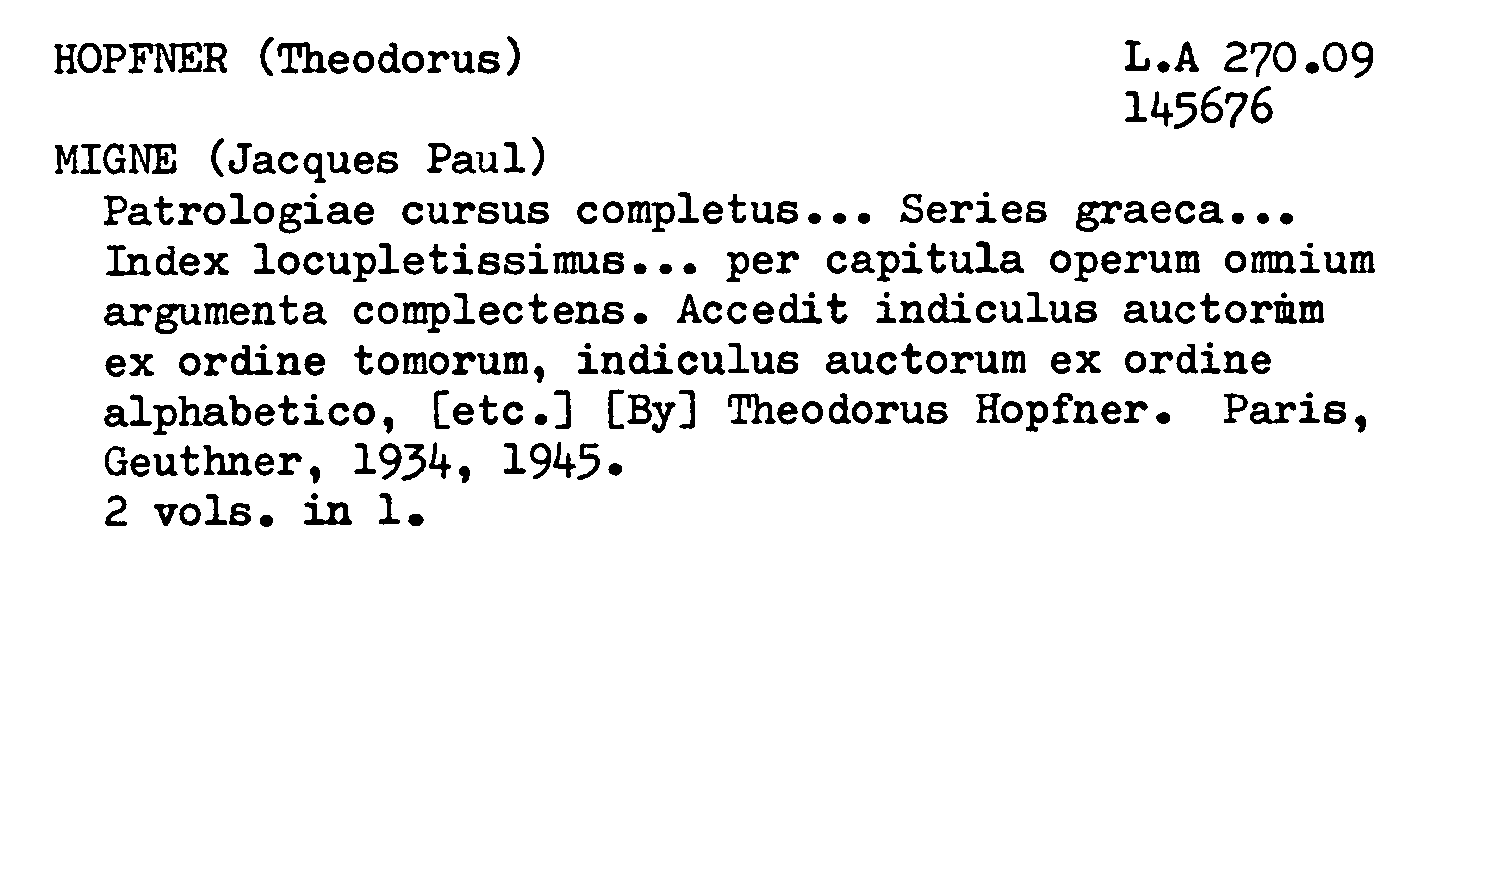 HOPFNER (Theodorus) L.A 270.09
145676
MIGNE (Jacques Paul)
Patrologiae cursus completus... Series graeca...
Index locupletissimus... per capitula operum omnium
argumenta complectens. Accedit indiculus auctorum
ex ordine tomorum, indiculus auctorum ex ordine
alphabetico, [etc.] [By] Theodorus Hopfner. Paris,
Geuthner, 1934, 1945.
2 vols. in 1.